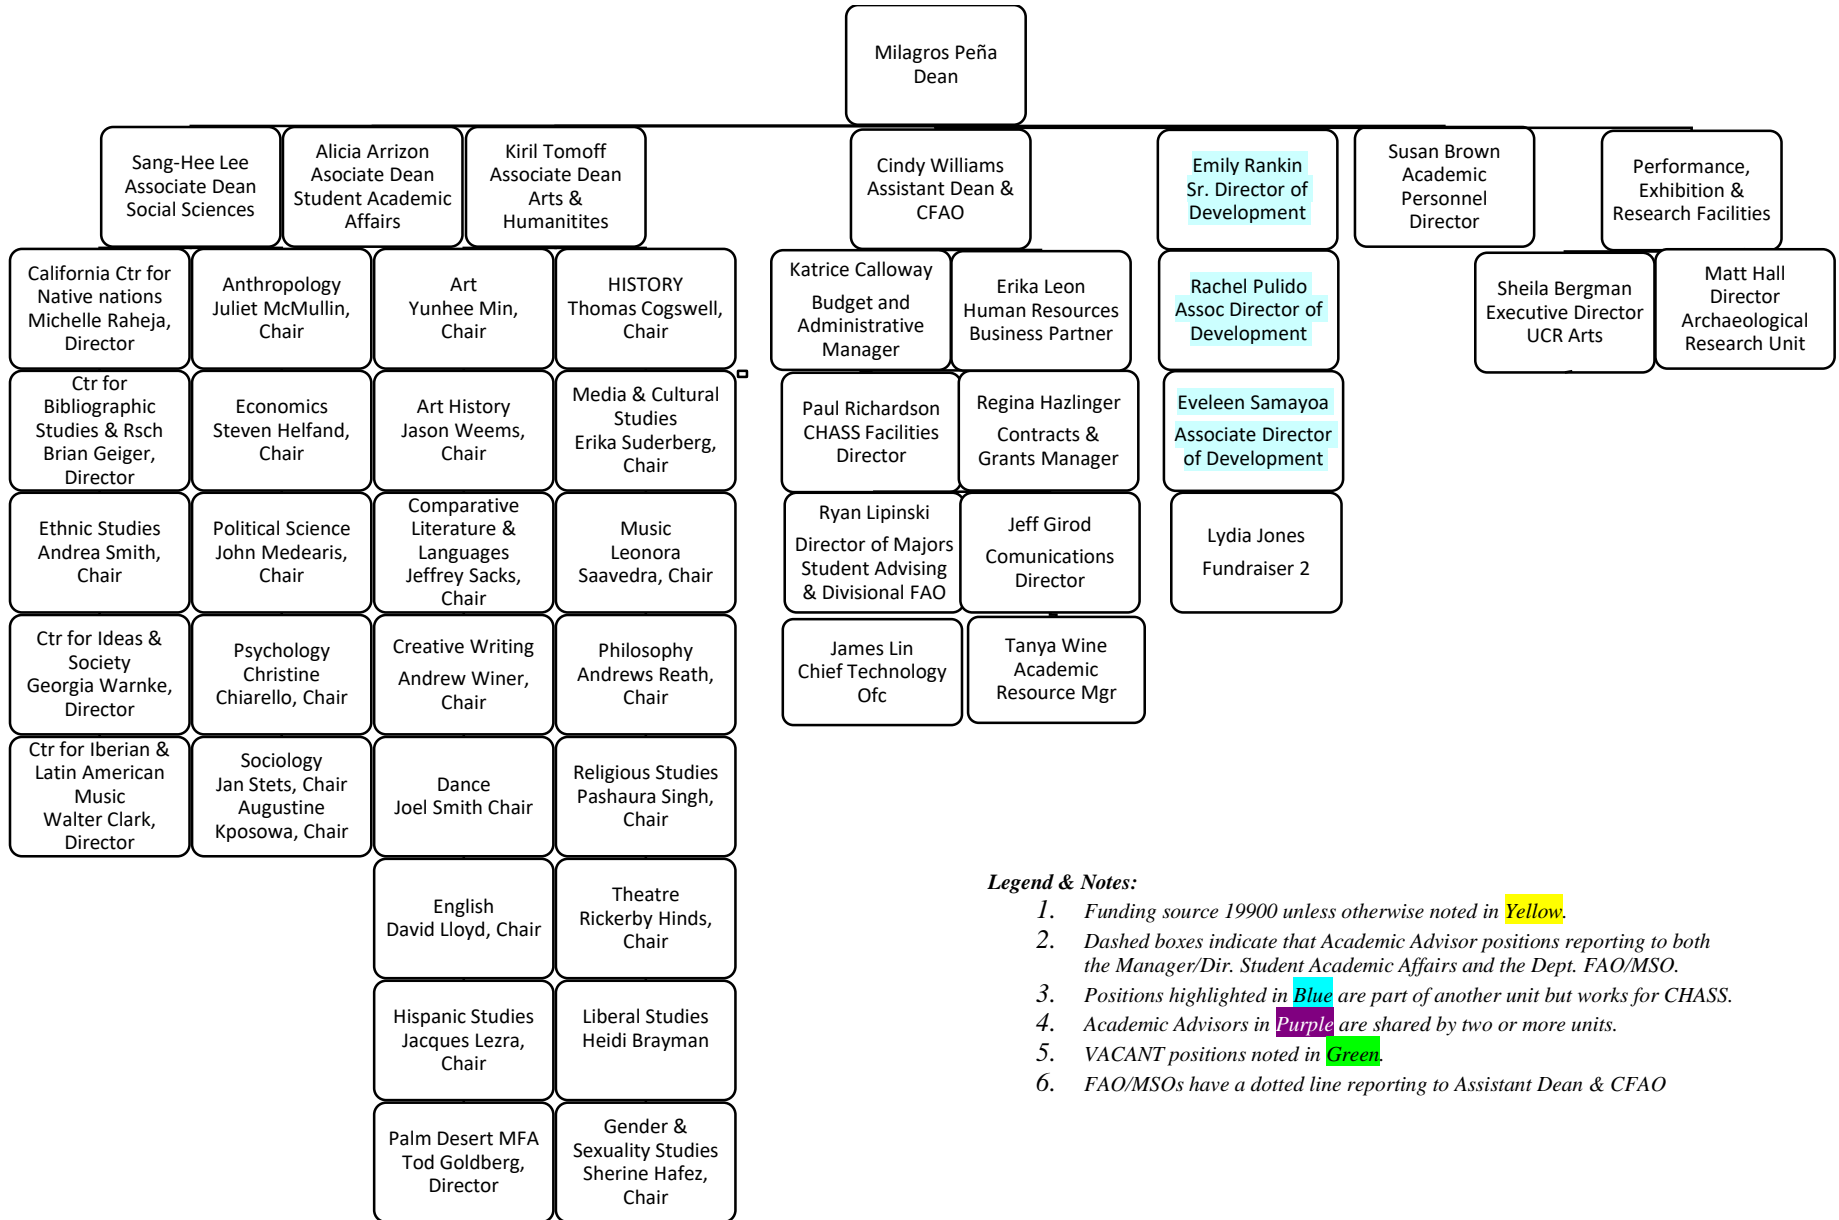 Milagros Peña
Dean
Sang-Hee Lee
Associate Dean
Social Sciences
Alicia Arrizon
Asociate Dean
Student Academic
Affairs
Kiril Tomoff
Associate Dean
Arts &
Humanitites
Cindy Williams
Assistant Dean &
CFAO
Emily Rankin
Sr. Director of
Development
Susan Brown
Academic
Personnel
Director
Performance,
Exhibition &
Research Facilities
California Ctr for
Native nations
Michelle Raheja,
Director
Anthropology
Juliet McMullin,
Chair
Art
Yunhee Min,
Chair
HISTORY
Thomas Cogswell,
Chair
Katrice Calloway
Budget and
Administrative
Manager
Erika Leon
Human Resources
Business Partner
Rachel Pulido
Assoc Director of
Development
Sheila Bergman
Executive Director
UCR Arts
Matt Hall
Director
Archaeological
Research Unit
Ctr for
Bibliographic
Studies & Rsch
Brian Geiger,
Director
Economics
Steven Helfand,
Chair
Art History
Jason Weems,
Chair
Media & Cultural
Studies
Erika Suderberg,
Chair
Paul Richardson
CHASS Facilities
Director
Regina Hazlinger
Contracts &
Grants Manager
Eveleen Samayoa
Associate Director
of Development
Ethnic Studies
Andrea Smith,
Chair
Political Science
John Medearis,
Chair
Comparative
Literature &
Languages
Jeffrey Sacks,
Chair
Music
Leonora
Saavedra, Chair
Ryan Lipinski
Director of Majors
Student Advising
& Divisional FAO
Jeff Girod
Comunications
Director
Lydia Jones
Fundraiser 2
Ctr for Ideas &
Society
Georgia Warnke,
Director
Psychology
Christine
Chiarello, Chair
Creative Writing
Andrew Winer,
Chair
Philosophy
Andrews Reath,
Chair
James Lin
Chief Technology
Ofc
Tanya Wine
Academic
Resource Mgr
Ctr for Iberian &
Latin American
Music
Walter Clark,
Director
Sociology
Jan Stets, Chair
Augustine
Kposowa, Chair
Dance
Joel Smith Chair
Religious Studies
Pashaura Singh,
Chair
English
David Lloyd, Chair
Theatre
Rickerby Hinds,
Chair
Hispanic Studies
Jacques Lezra,
Chair
Liberal Studies
Heidi Brayman
Palm Desert MFA
Tod Goldberg,
Director
Gender &
Sexuality Studies
Sherine Hafez,
Chair
Legend & Notes:
1. Funding source 19900 unless otherwise noted in Yellow.
2. Dashed boxes indicate that Academic Advisor positions reporting to both
the Manager/Dir. Student Academic Affairs and the Dept. FAO/MSO.
3. Positions highlighted in Blue are part of another unit but works for CHASS.
4. Academic Advisors in Purple are shared by two or more units.
5. VACANT positions noted in Green.
6. FAO/MSOs have a dotted line reporting to Assistant Dean & CFAO